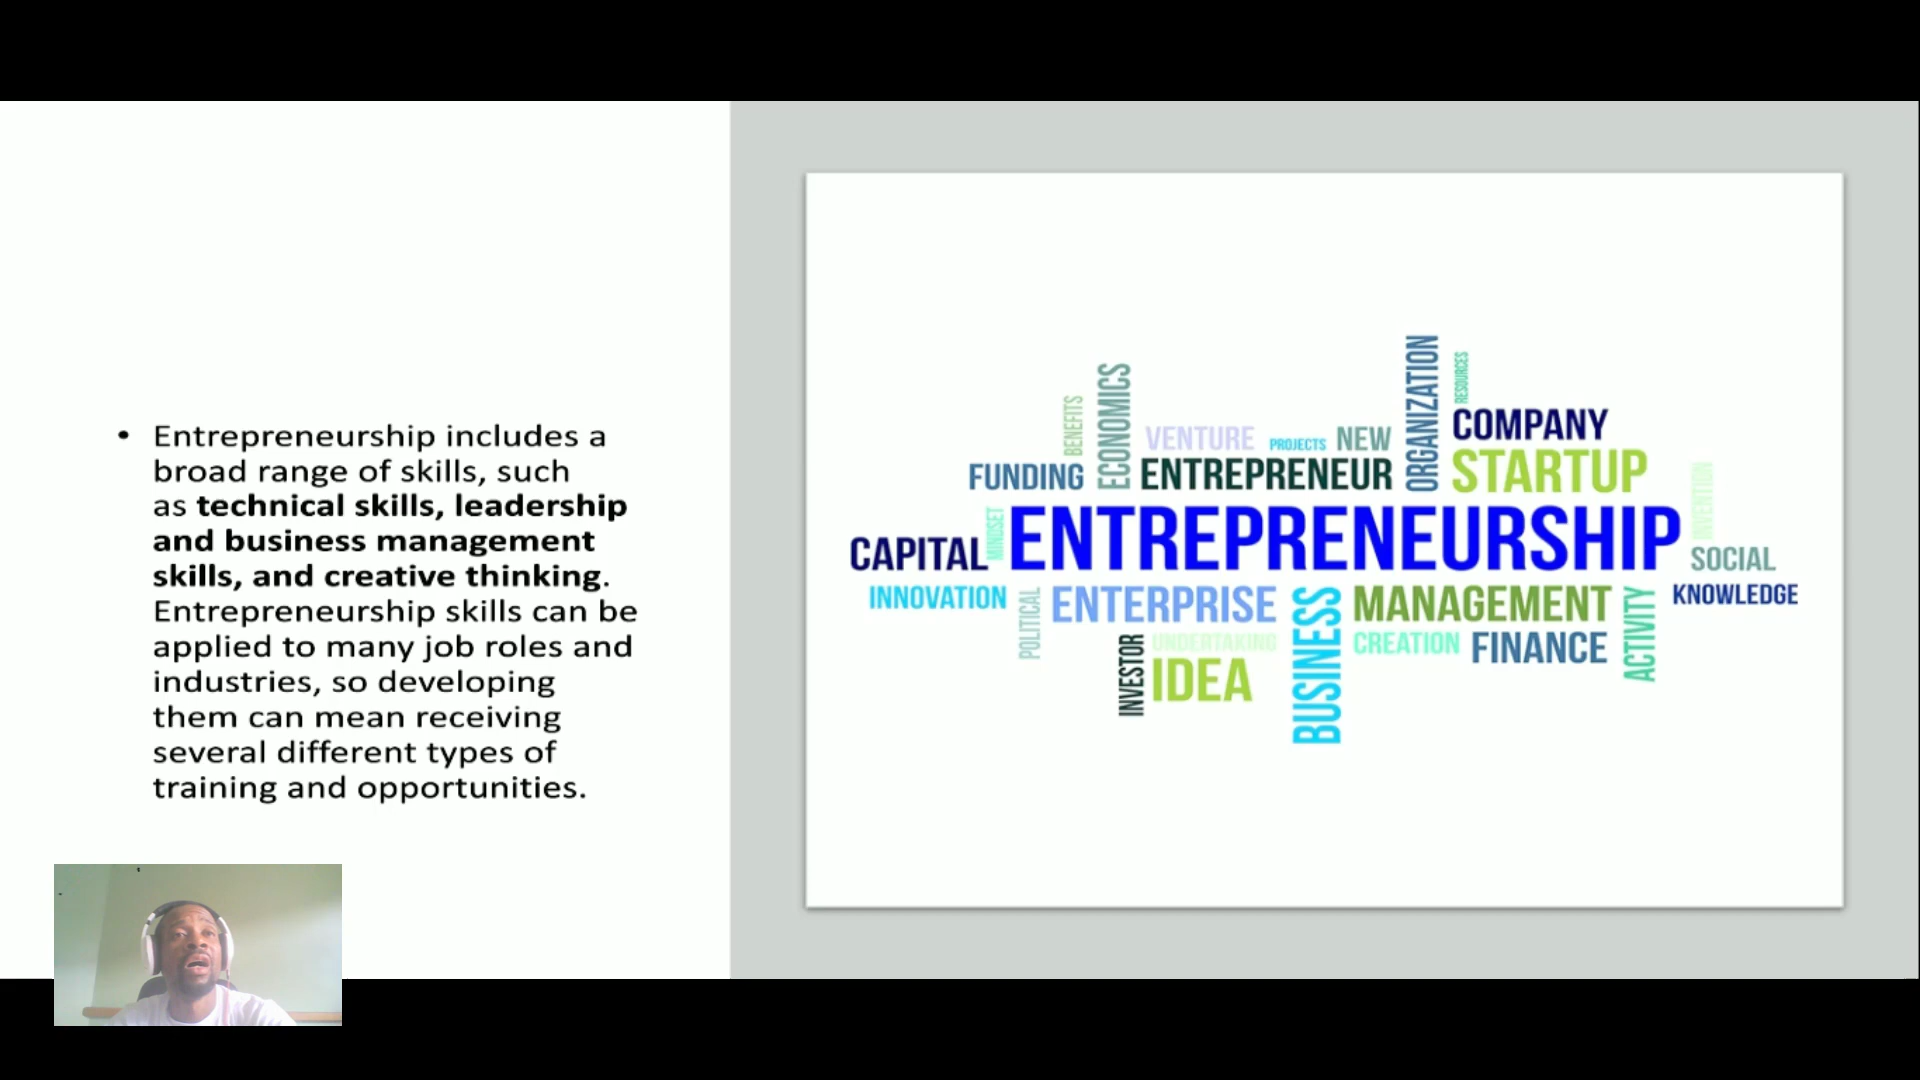 • Entrepreneurship includes a
broad range of skills, such
as technical skills, leadership
and business management
skills, and creative thinking.
Entrepreneurship skills can be
applied to many job roles and
industries, so developing
them can mean receiving
several different types of
training and opportunities.
BENEFITS
ECONOMICS
VENTURE
PROJECTS
NEW
ORGANIZATION
RESOURCES
COMPANY
FUNDING
ENTREPRENEUR
STARTUP
INVENTION
CAPITAL
MINDSET
ENTREPRENEURSHIP
SOCIAL
INNOVATION
POLITICAL
ENTERPRISE
BUSINESS
MANAGEMENT
ACTIVITY
KNOWLEDGE
INVESTOR
UNDERTAKING
CREATION
FINANCE
IDEA